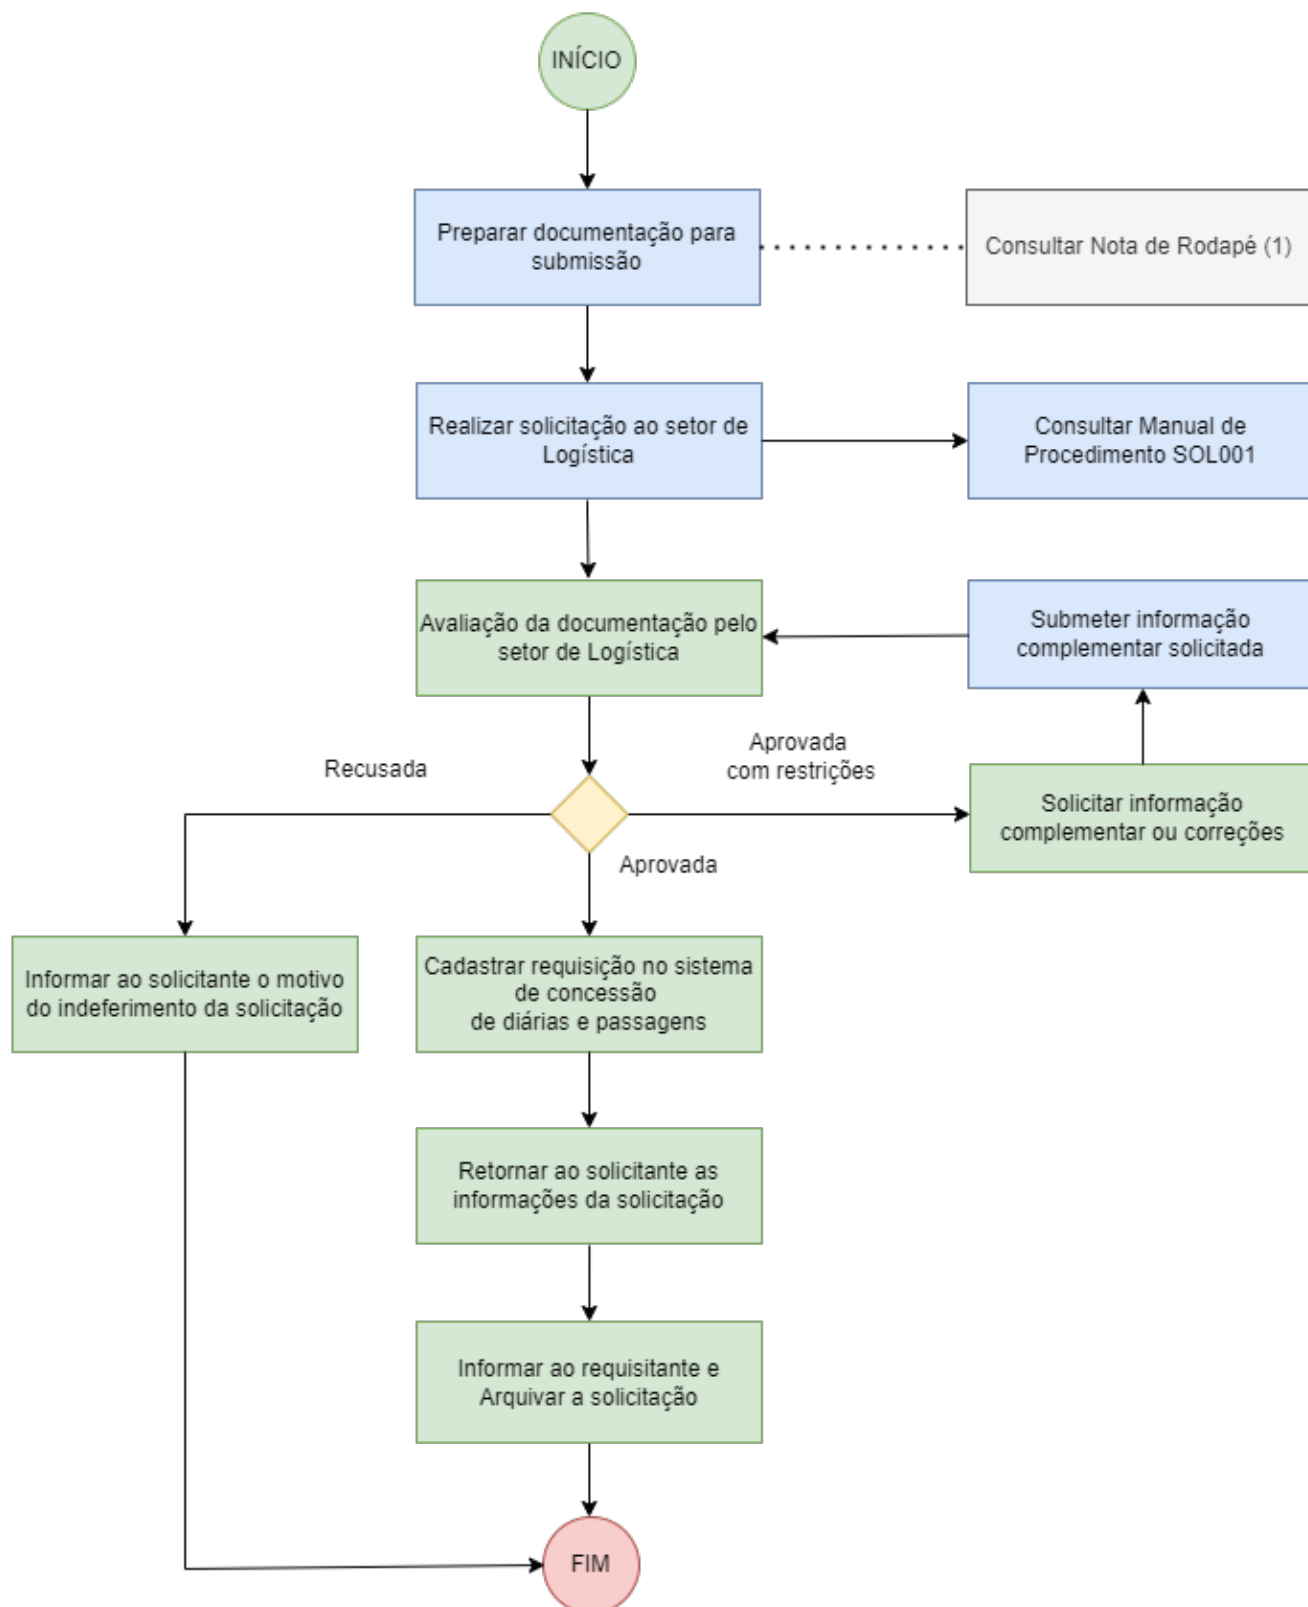 INÍCIO
Preparar documentação para
submissão
Consultar Nota de Rodapé (1)
Realizar solicitação ao setor de
Logística
Consultar Manual de
Procedimento SOL001
Avaliação da documentação pelo
setor de Logística
Submeter informação
complementar solicitada
Recusada
Aprovada
com restrições
Solicitar informação
complementar ou correções
Aprovada
Informar ao solicitante o motivo
do indeferimento da solicitação
Cadastrar requisição no sistema
de concessão
de diárias e passagens
Retornar ao solicitante as
informações da solicitação
Informar ao requisitante e
Arquivar a solicitação
FIM